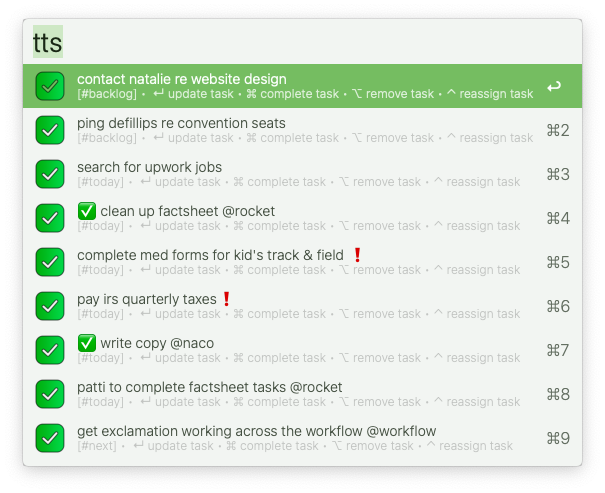 tts
contact natalie re website design
[#backlog] • ↩ update task • ⌘ complete task • ⌥ remove task • ^ reassign task
↩
ping defillips re convention seats
[#backlog] • ↩ update task • ⌘ complete task • ⌥ remove task • ^ reassign task
⌘2
search for upwork jobs
[#today] • ↩ update task • ⌘ complete task • ⌥ remove task • ^ reassign task
⌘3
✅ clean up factsheet @rocket
[#today] • ↩ update task • ⌘ complete task • ⌥ remove task • ^ reassign task
⌘4
complete med forms for kid's track & field ❗
[#today] • ↩ update task • ⌘ complete task • ⌥ remove task • ^ reassign task
⌘5
pay irs quarterly taxes ❗
[#today] • ↩ update task • ⌘ complete task • ⌥ remove task • ^ reassign task
⌘6
✅ write copy @naco
[#today] • ↩ update task • ⌘ complete task • ⌥ remove task • ^ reassign task
⌘7
patti to complete factsheet tasks @rocket
[#today] • ↩ update task • ⌘ complete task • ⌥ remove task • ^ reassign task
⌘8
get exclamation working across the workflow @workflow
[#next] • ↩ update task • ⌘ complete task • ⌥ remove task • ^ reassign task
⌘9